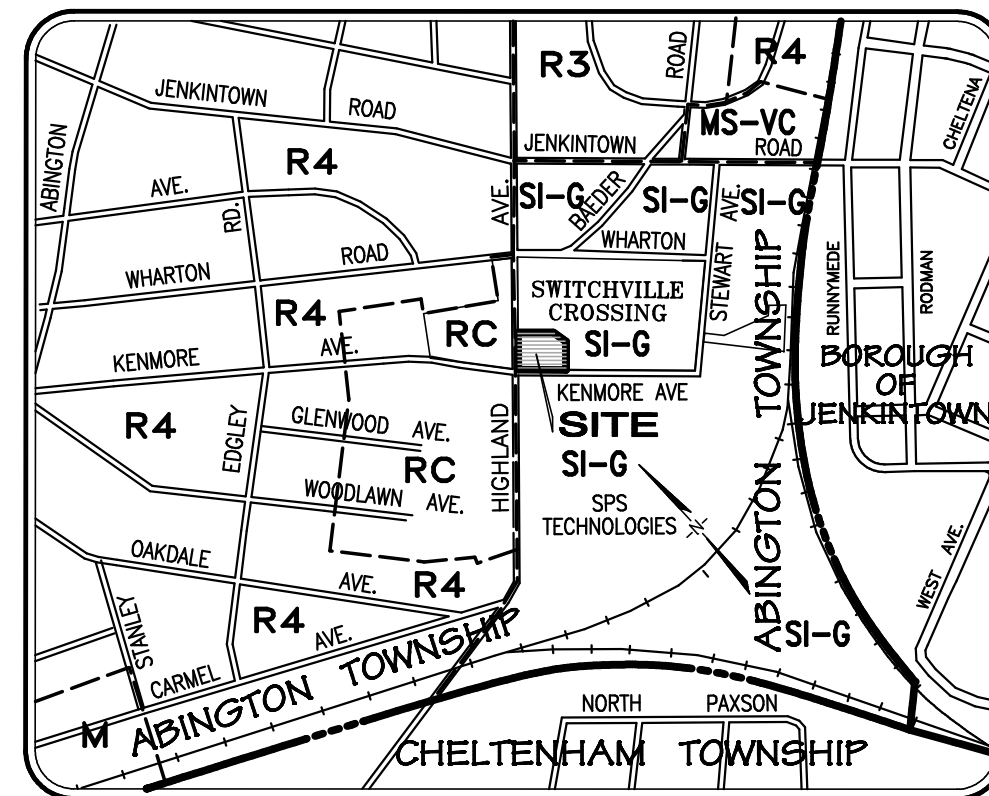 R3
ROAD
R4
JENKINTOWN ROAD
CHELTENA
MS-VC
ABINGTON
JENKINTOWN ROAD
R4
AVE.
RD.
AVE.
SI-G
BAEDER
SI-G
AVE.
SI-G
WHARTON
ROAD
WHARTON
STEWART
RUNNYMEDE
RODMAN
SWITCHVILLE
CROSSING
R4
RC
SI-G
KENMORE
AVE.
ABINGTON TOWNSHIP
BOROUGH
OF
JENKINTOWN
KENMORE AVE
R4
EDGLEY
GLENWOOD AVE.
HIGHLAND
SITE
RC
SI-G
WOODLAWN AVE.
SPS
TECHNOLOGIES
N
OAKDALE
AVE.
R4
WEST AVE.
STANLEY
R4
AVE.
SI-G
CARMEL
ABINGTON TOWNSHIP
M
NORTH PAXSON
CHELTENHAM TOWNSHIP